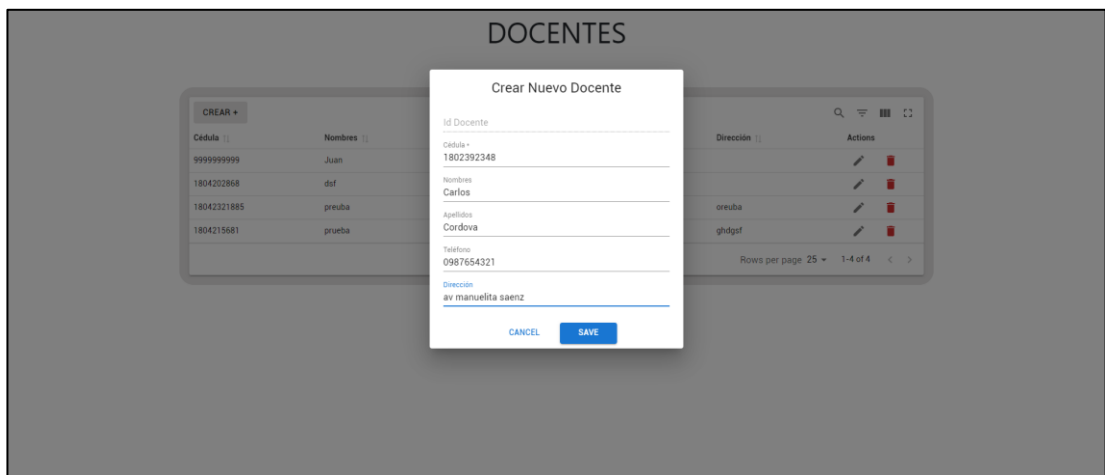 DOCENTES
Crear Nuevo Docente
CREAR +
Id Docente
Cédula Nombres Dirección Actions
Cédula *
1802392348
9999999999 Juan
Nombres
Carlos
1804202868 dsf
18042321885 preuba oreuba
Apellidos
Cordova
1804215681 prueba ghdgsf
Teléfono
0987654321
Rows per page 25 1-4 of 4
Dirección
av manuelita saenz
CANCEL SAVE